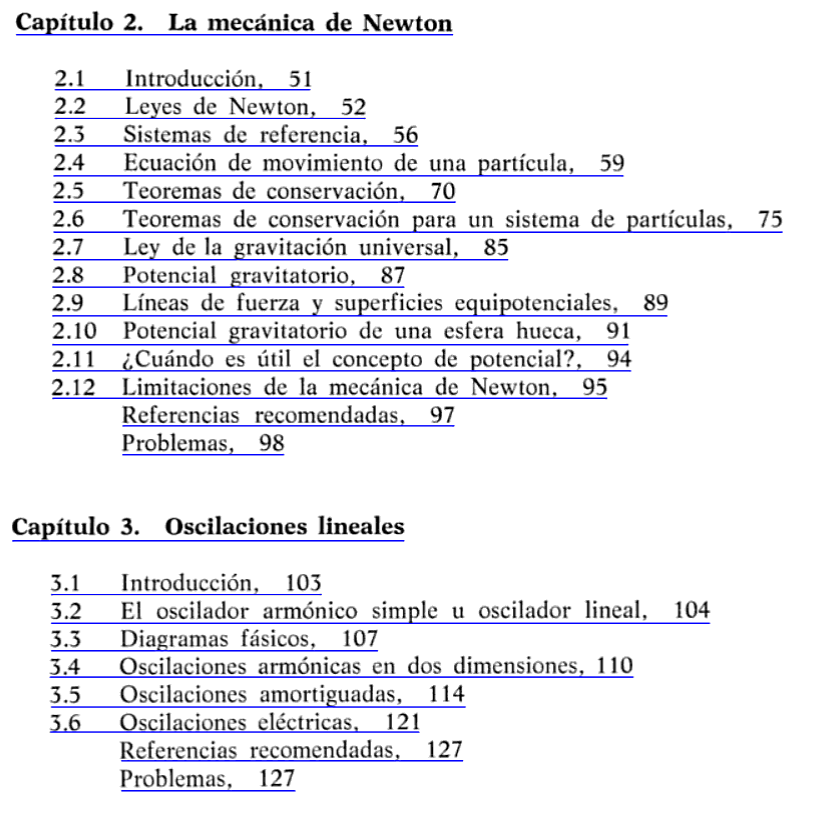 Capítulo 2. La mecánica de Newton
2.1 Introducción, 51
2.2 Leyes de Newton, 52
2.3 Sistemas de referencia, 56
2.4 Ecuación de movimiento de una partícula, 59
2.5 Teoremas de conservación, 70
2.6 Teoremas de conservación para un sistema de partículas, 75
2.7 Ley de la gravitación universal, 85
2.8 Potencial gravitatorio, 87
2.9 Líneas de fuerza y superficies equipotenciales, 89
2.10 Potencial gravitatorio de una esfera hueca, 91
2.11 ¿Cuándo es útil el concepto de potencial?, 94
2.12 Limitaciones de la mecánica de Newton, 95
Referencias recomendadas, 97
Problemas, 98
Capítulo 3. Oscilaciones lineales
3.1 Introducción, 103
3.2 El oscilador armónico simple u oscilador lineal, 104
3.3 Diagramas fásicos, 107
3.4 Oscilaciones armónicas en dos dimensiones, 110
3.5 Oscilaciones amortiguadas, 114
3.6 Oscilaciones eléctricas, 121
Referencias recomendadas, 127
Problemas, 127